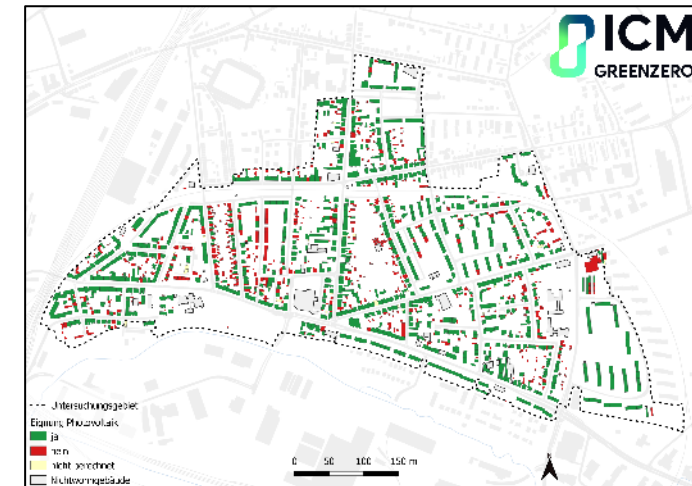 ICM
GREENZERO
Untersuchungsgebiet
Eignung Photovoltaik
ja
nein
nicht berechnet
Nichtwohngebäude
0 50 100 150 m